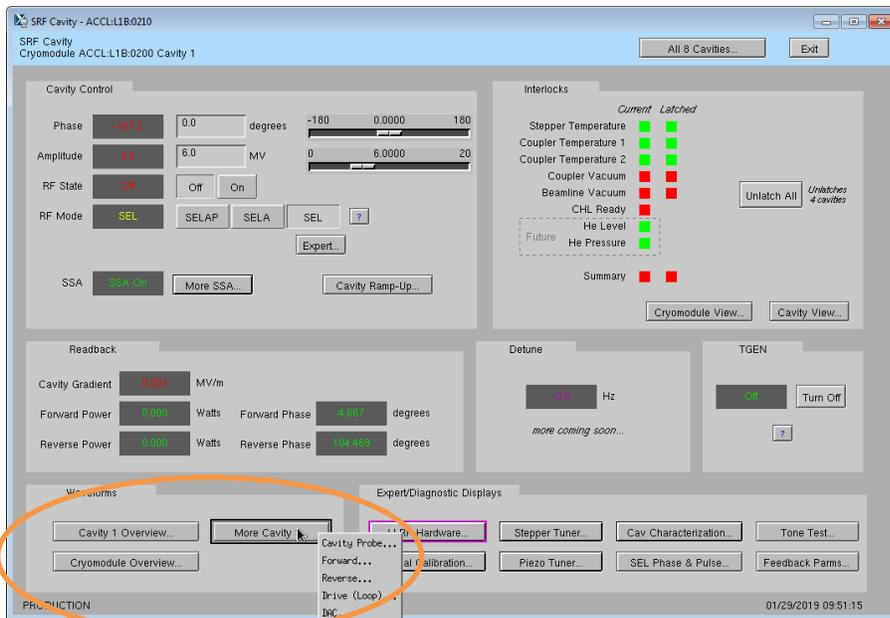 SRF Cavity - ACCL:L1B:0210
SRF Cavity
Cryomodule ACCL:L1B:0200 Cavity 1
All 8 Cavities...
Exit
Cavity Control
Phase -167.2 0.0 degrees -180 0.0000 180
Amplitude 0.0 6.0 MV 0 6.0000 20
RF State Off Off On
RF Mode SEL SELAP SELA SEL ?
Expert...
SSA SSA On More SSA... Cavity Ramp-Up...
Interlocks
Current Latched
Stepper Temperature
Coupler Temperature 1
Coupler Temperature 2
Coupler Vacuum
Beamline Vacuum
CHL Ready
Future
He Level
He Pressure
Summary
Unlatch All
Unlatches
4 cavities
Cryomodule View... Cavity View...
Readback
Cavity Gradient 0.003 MV/m
Forward Power 0.000 Watts Forward Phase 4.667 degrees
Reverse Power 0.000 Watts Reverse Phase 104.469 degrees
Detune
-0.0 Hz
more coming soon...
TGEN
Off Turn Off
?
Waveforms
Cavity 1 Overview... More Cavity
Cryomodule Overview...
Cavity Probe...
Forward...
Reverse...
Drive (Loop)...
DAC
Expert/Diagnostic Displays
Hardware... Stepper Tuner... Cav Characterization... Tone Test...
Calibration... Piezo Tuner... SEL Phase & Pulse... Feedback Parms...
PRODUCTION
01/29/2019 09:51:15